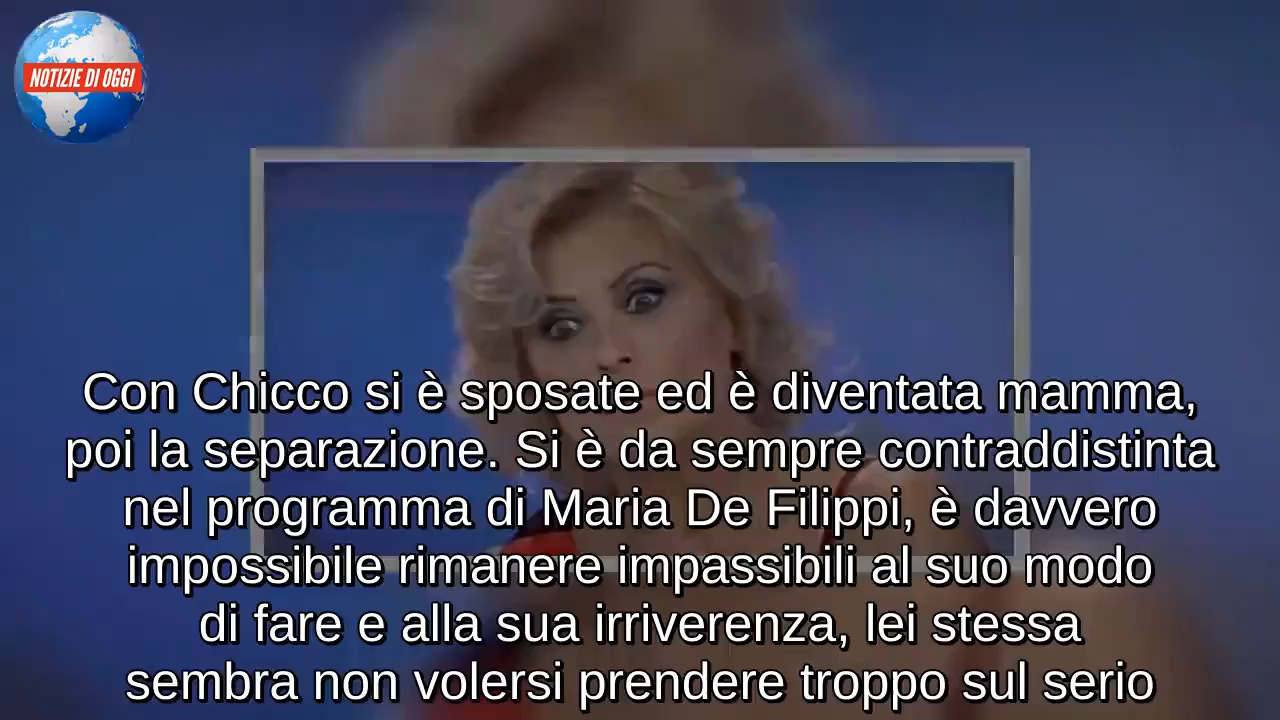 NOTIZIE DI OGGI
Con Chicco si è sposate ed è diventata mamma,
poi la separazione. Si è da sempre contraddistinta
nel programma di Maria De Filippi, è davvero
impossibile rimanere impassibili al suo modo
di fare e alla sua irriverenza, lei stessa
sembra non volersi prendere troppo sul serio